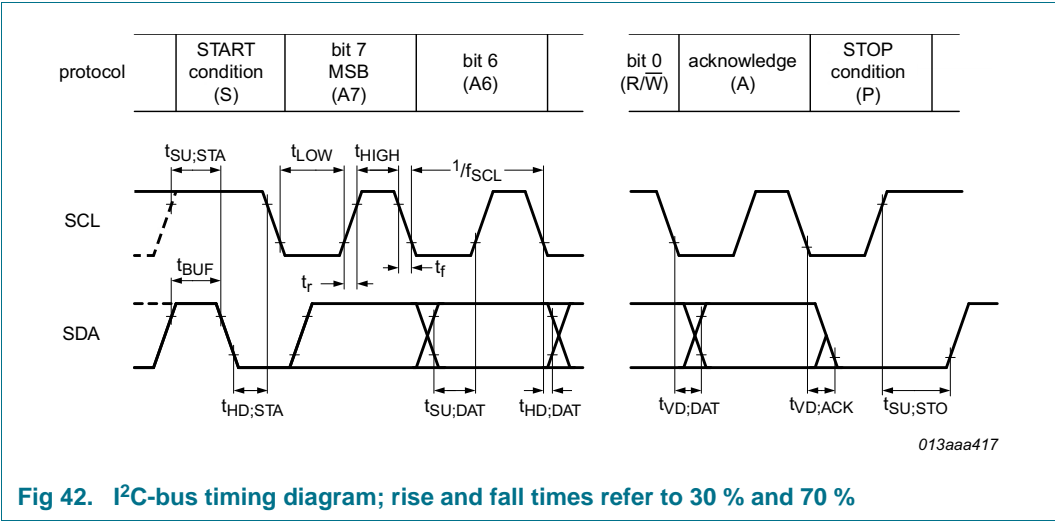 protocol
START
condition
(S)
bit 7
MSB
(A7)
bit 6
(A6)
bit 0
(R/W̅)
acknowledge
(A)
STOP
condition
(P)
tSU;STA
tLOW
tHIGH
1/fSCL
SCL
tBUF
tr
tf
SDA
tHD;STA
tSU;DAT
tHD;DAT
tVD;DAT
tVD;ACK
tSU;STO
013aaa417
Fig 42. I²C-bus timing diagram; rise and fall times refer to 30 % and 70 %